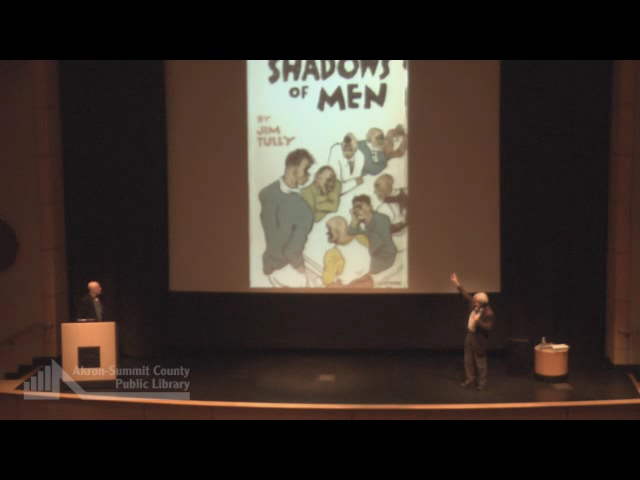 SHADOWS
OF MEN
BY
JIM
TULLY
Akron-Summit County
Public Library